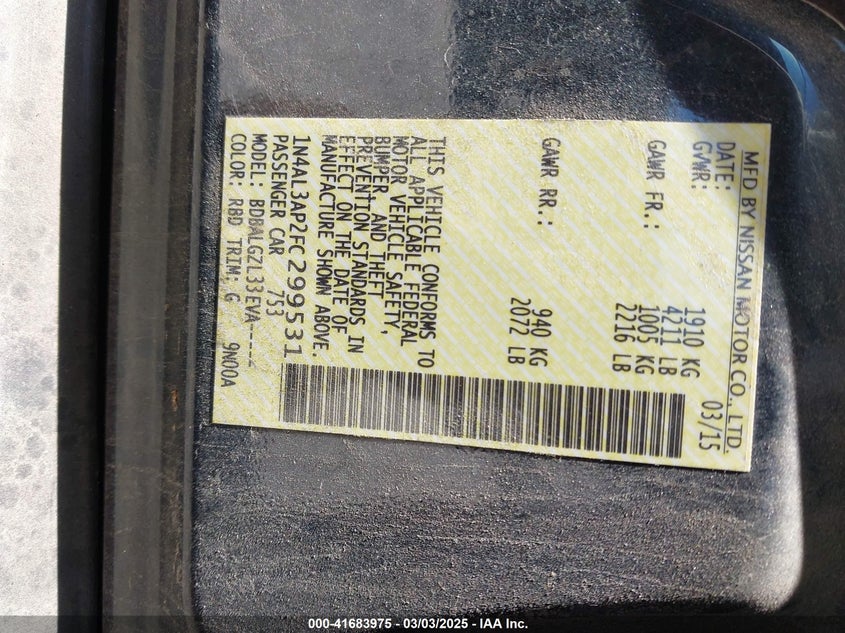 MFD BY NISSAN MOTOR CO., LTD.
DATE: 03/15
GVWR: 1910 KG
4211 LB
GAWR FR.: 1005 KG
2216 LB
GAWR RR.: 940 KG
2072 LB
THIS VEHICLE CONFORMS TO
ALL APPLICABLE FEDERAL
MOTOR VEHICLE SAFETY,
BUMPER, AND THEFT
PREVENTION STANDARDS IN
EFFECT ON THE DATE OF
MANUFACTURE SHOWN ABOVE.
1N4AL3AP2FC299531
PASSENGER CAR 753
MODEL: BDBALGZL33EVA----Z
COLOR: RBD TRIM: G 9N00A
000-41683975 - 03/03/2025 - IAA Inc.